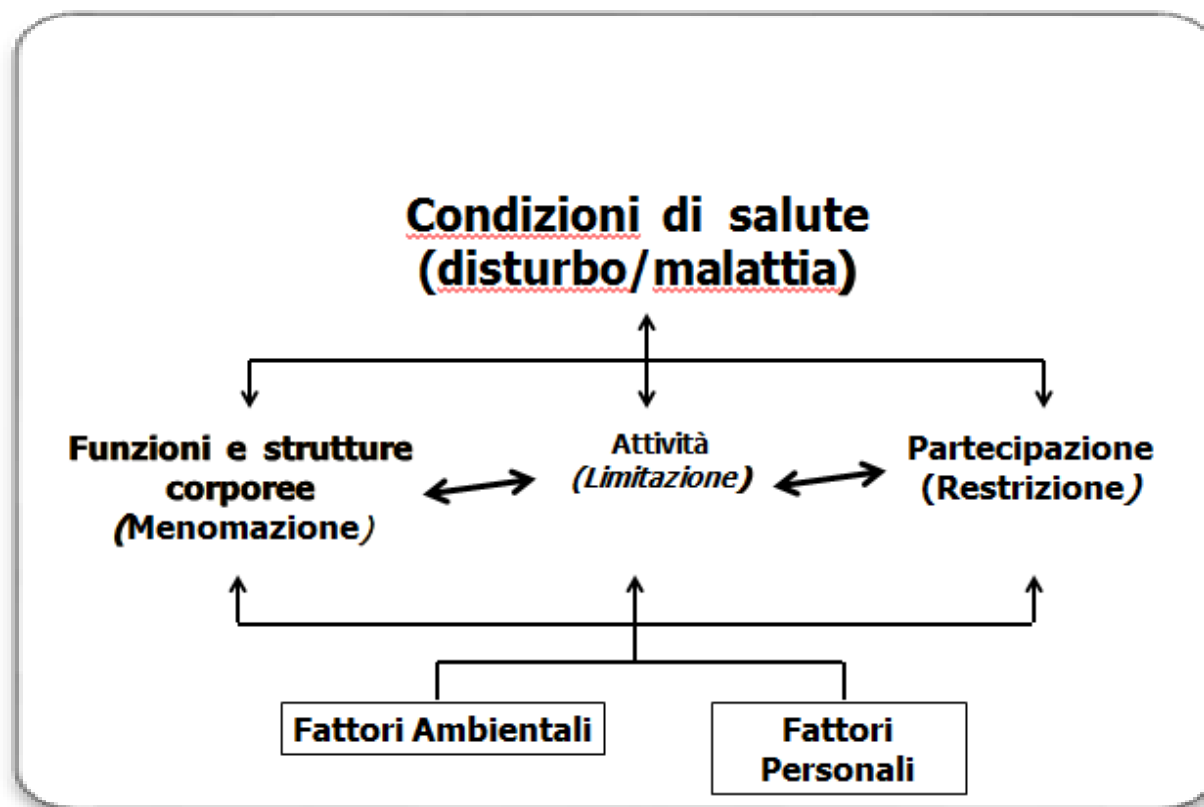 Condizioni di salute
(disturbo/malattia)
Funzioni e strutture
corporee
(Menomazione)
Attività
(Limitazione)
Partecipazione
(Restrizione)
Fattori Ambientali
Fattori
Personali